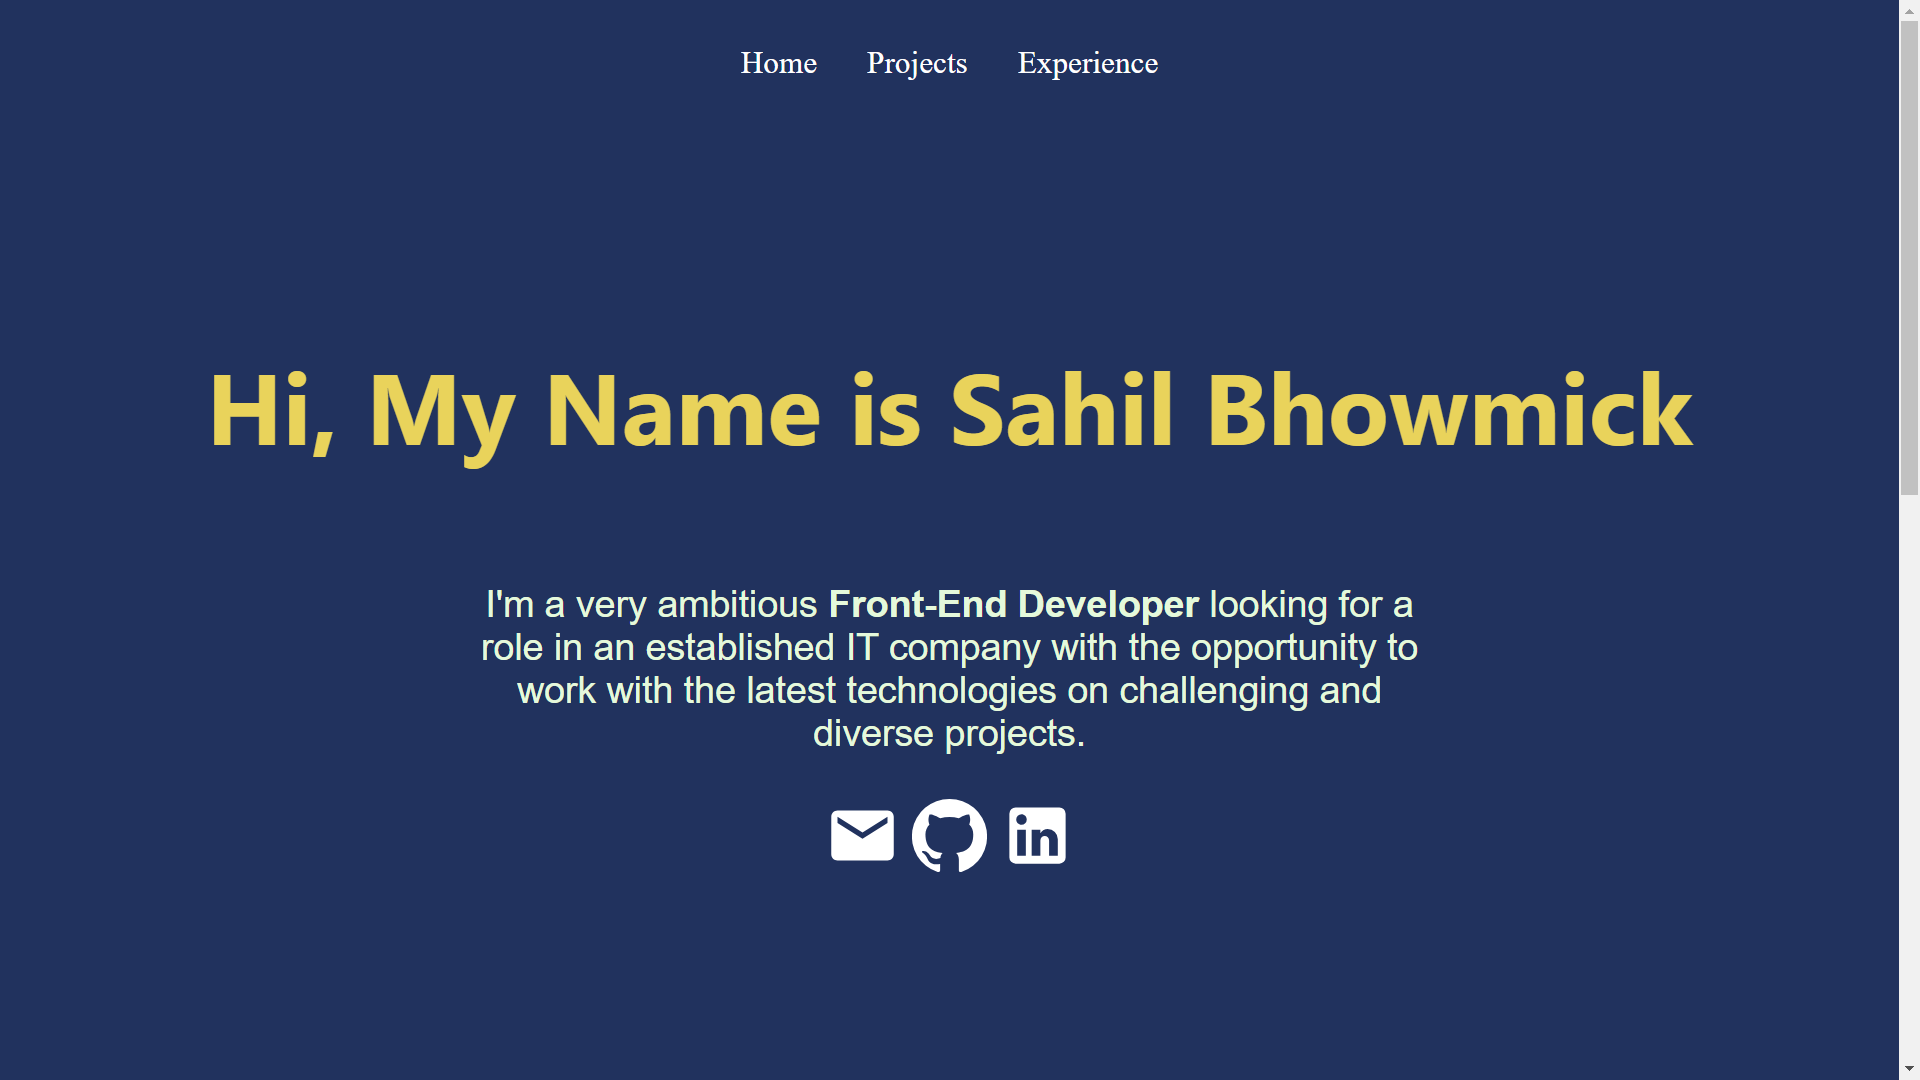 Home Projects Experience
Hi, My Name is Sahil Bhowmick
I'm a very ambitious Front-End Developer looking for a
role in an established IT company with the opportunity to
work with the latest technologies on challenging and
diverse projects.
in